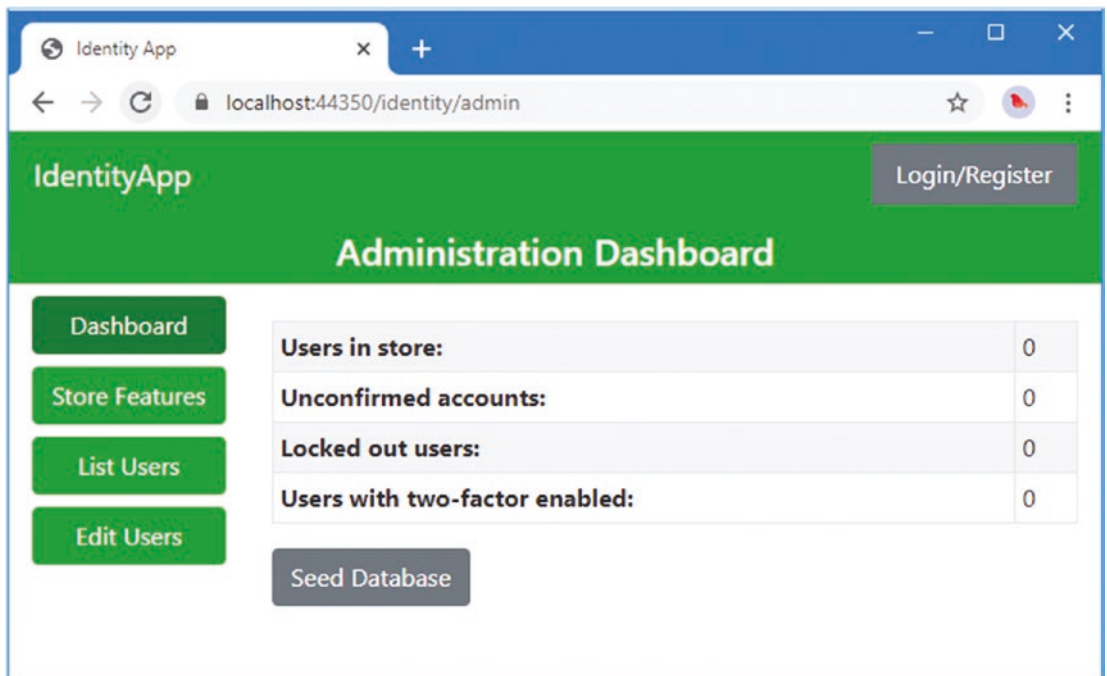 Identity App
localhost:44350/identity/admin
IdentityApp
Login/Register
Administration Dashboard
Dashboard
Store Features
List Users
Edit Users
Users in store: 0
Unconfirmed accounts: 0
Locked out users: 0
Users with two-factor enabled: 0
Seed Database